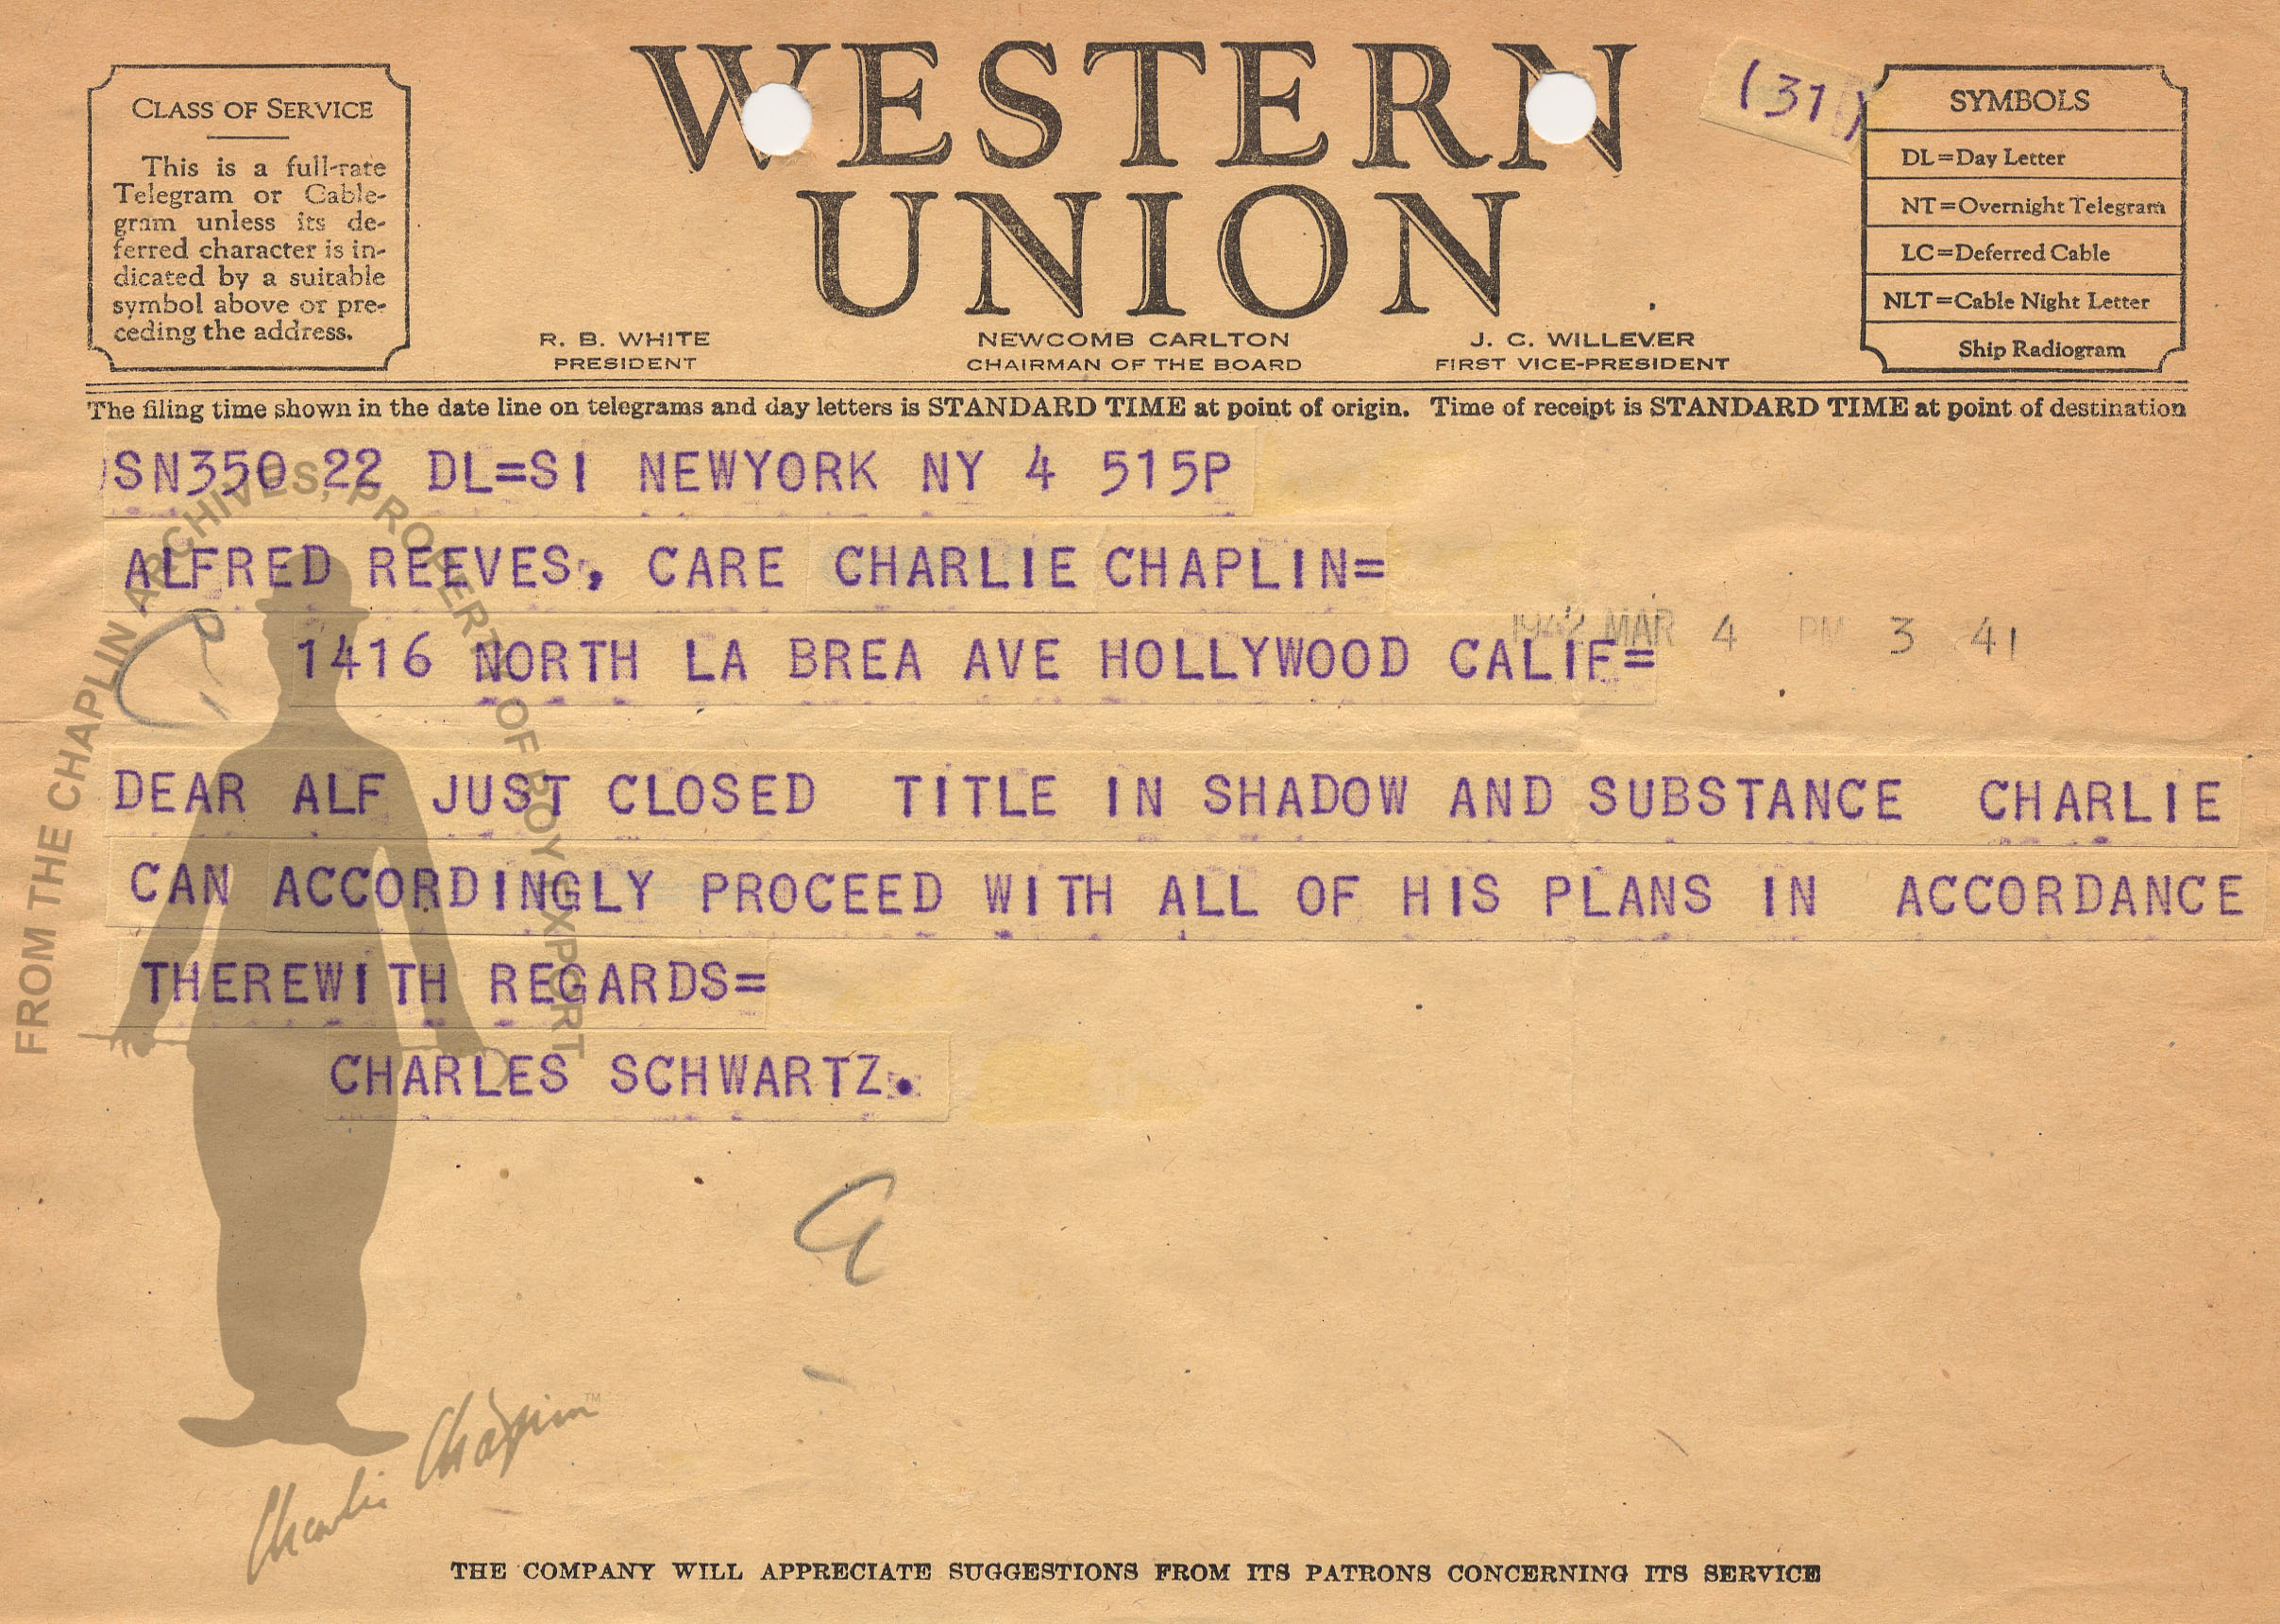 WESTERN
UNION
(31)
CLASS OF SERVICE
This is a full-rate
Telegram or Cable-
gram unless its de-
ferred character is in-
dicated by a suitable
symbol above or pre-
ceding the address.
SYMBOLS
DL=Day Letter
NT=Overnight Telegram
LC=Deferred Cable
NLT=Cable Night Letter
Ship Radiogram
R. B. WHITE
PRESIDENT
NEWCOMB CARLTON
CHAIRMAN OF THE BOARD
J. C. WILLEVER
FIRST VICE-PRESIDENT
The filing time shown in the date line on telegrams and day letters is STANDARD TIME at point of origin. Time of receipt is STANDARD TIME at point of destination
SN350 22 DL=SI NEWYORK NY 4 515P
ALFRED REEVES, CARE CHARLIE CHAPLIN=
1942 MAR 4 PM 3 41
1416 NORTH LA BREA AVE HOLLYWOOD CALIF=
DEAR ALF JUST CLOSED TITLE IN SHADOW AND SUBSTANCE CHARLIE
CAN ACCORDINGLY PROCEED WITH ALL OF HIS PLANS IN ACCORDANCE
THEREWITH REGARDS=
CHARLES SCHWARTZ.
FROM THE CHAPLIN ARCHIVES, PROPERTY OF ROY EXPORT
Charlie Chaplin™
THE COMPANY WILL APPRECIATE SUGGESTIONS FROM ITS PATRONS CONCERNING ITS SERVICE